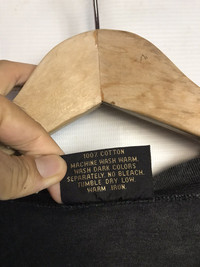 100% COTTON
MACHINE WASH WARM.
WASH DARK COLORS
SEPARATELY. NO BLEACH.
TUMBLE DRY LOW.
WARM IRON.